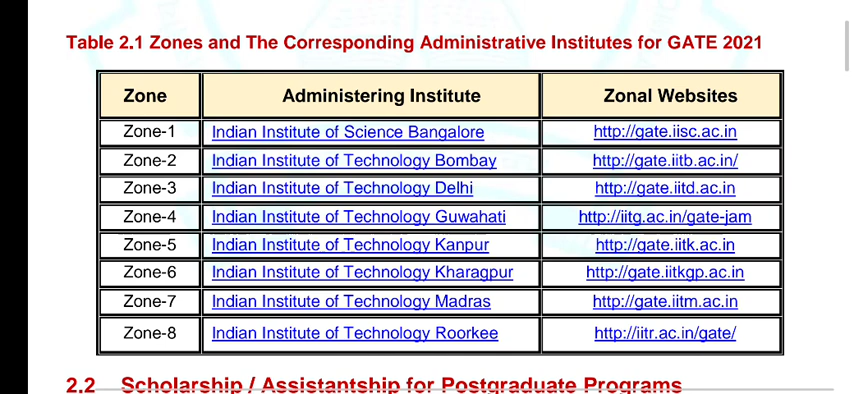 Table 2.1 Zones and The Corresponding Administrative Institutes for GATE 2021
Zone Administering Institute Zonal Websites
Zone-1 Indian Institute of Science Bangalore http://gate.iisc.ac.in
Zone-2 Indian Institute of Technology Bombay http://gate.iitb.ac.in/
Zone-3 Indian Institute of Technology Delhi http://gate.iitd.ac.in
Zone-4 Indian Institute of Technology Guwahati http://iitg.ac.in/gate-jam
Zone-5 Indian Institute of Technology Kanpur http://gate.iitk.ac.in
Zone-6 Indian Institute of Technology Kharagpur http://gate.iitkgp.ac.in
Zone-7 Indian Institute of Technology Madras http://gate.iitm.ac.in
Zone-8 Indian Institute of Technology Roorkee http://iitr.ac.in/gate/
2.2 Scholarship / Assistantship for Postgraduate Programs